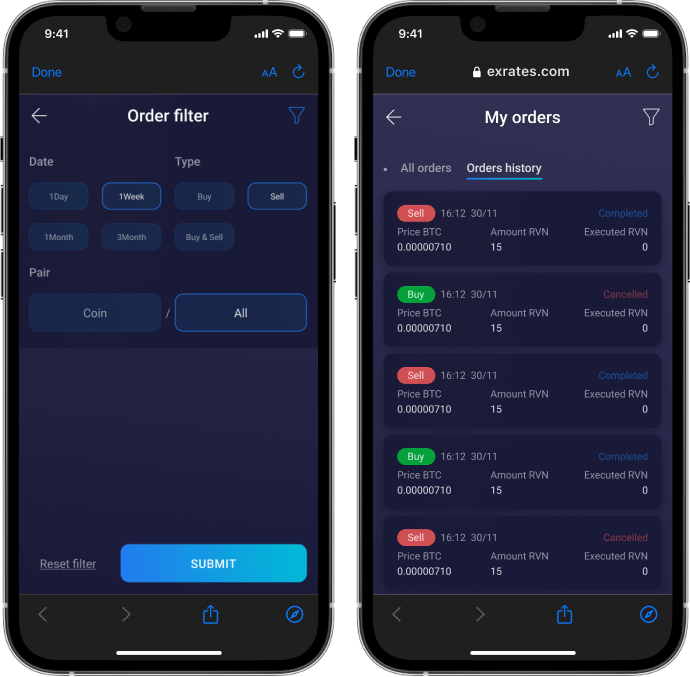 9:41
Done
AA
Order filter
Date Type
1Day 1Week Buy Sell
1Month 3Month Buy & Sell
Pair
Coin / All
Reset filter SUBMIT
9:41
Done exrates.com AA
My orders
All orders Orders history
Sell 16:12 30/11 Completed
Price BTC Amount RVN Executed RVN
0.00000710 15 0
Buy 16:12 30/11 Cancelled
Price BTC Amount RVN Executed RVN
0.00000710 15 0
Sell 16:12 30/11 Completed
Price BTC Amount RVN Executed RVN
0.00000710 15 0
Buy 16:12 30/11 Completed
Price BTC Amount RVN Executed RVN
0.00000710 15 0
Sell 16:12 30/11 Cancelled
Price BTC Amount RVN Executed RVN
0.00000710 15 0